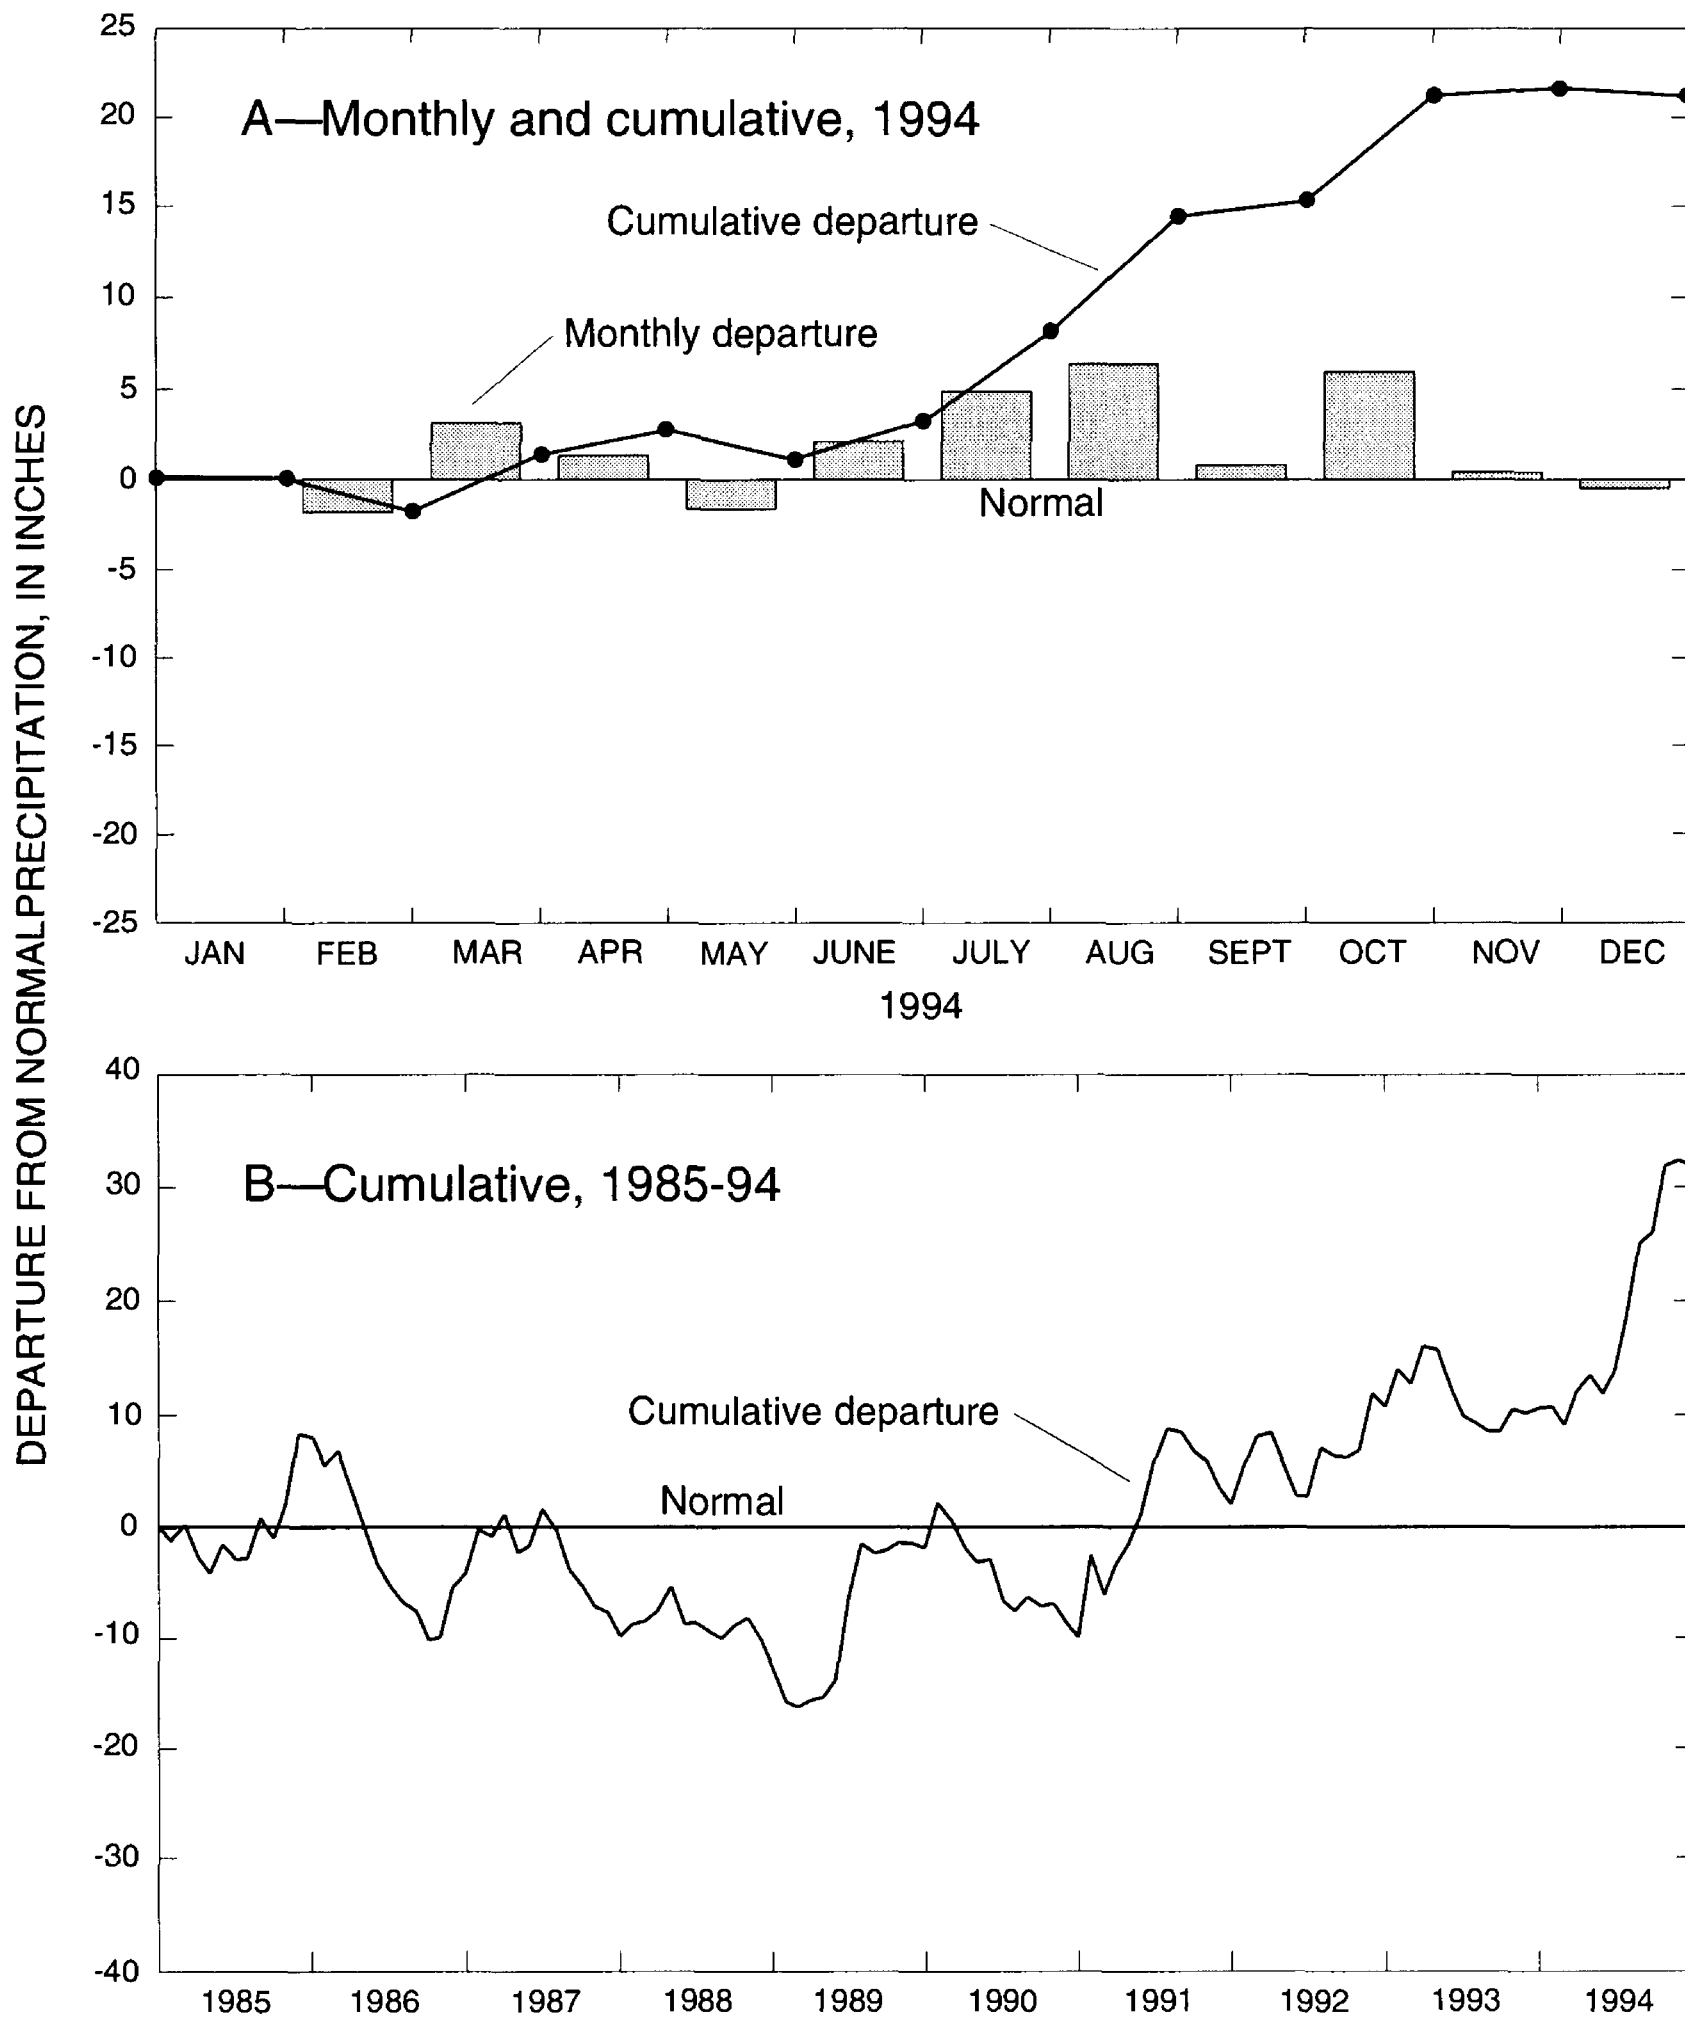 DEPARTURE FROM NORMALPRECIPITATION, IN INCHES
25
20
15
10
5
0
-5
-10
-15
-20
-25
A—Monthly and cumulative, 1994
Cumulative departure
Monthly departure
Normal
JAN FEB MAR APR MAY JUNE JULY AUG SEPT OCT NOV DEC
1994
40
30
20
10
0
-10
-20
-30
-40
B—Cumulative, 1985-94
Cumulative departure
Normal
1985 1986 1987 1988 1989 1990 1991 1992 1993 1994